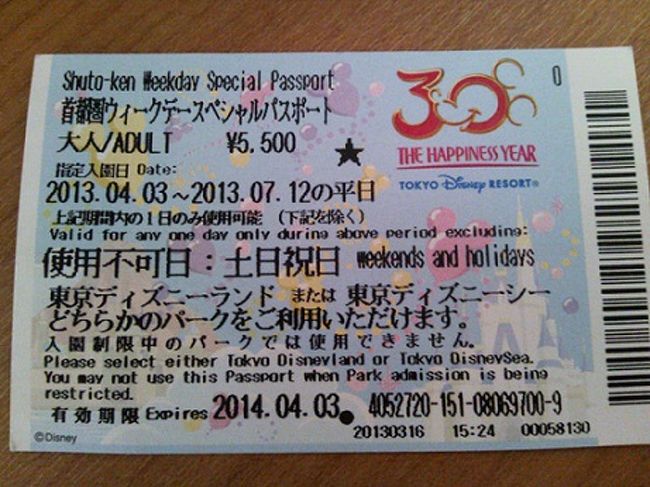 Shuto-ken Weekday Special Passport
首都圏ウィークデースペシャルパスポート
大人/ADULT ¥5,500 ★
指定入園日 Date:
2013.04.03～2013.07.12の平日
上記期間内の1日のみ使用可能 (下記を除く)
Valid for any one day only during above period excluding:
使用不可日：土日祝日 weekends and holidays
東京ディズニーランド または 東京ディズニーシー
どちらかのパークをご利用いただけます。
入園制限中のパークでは使用できません。
Please select either Tokyo Disneyland or Tokyo DisneySea.
You may not use this Passport when Park admission is being
restricted.
有効期限 Expires 2014.04.03 4052720-151-08069700-9
20130316 15:24 00058130
©Disney
30
THE HAPPINESS YEAR
TOKYO Disney RESORT®
0